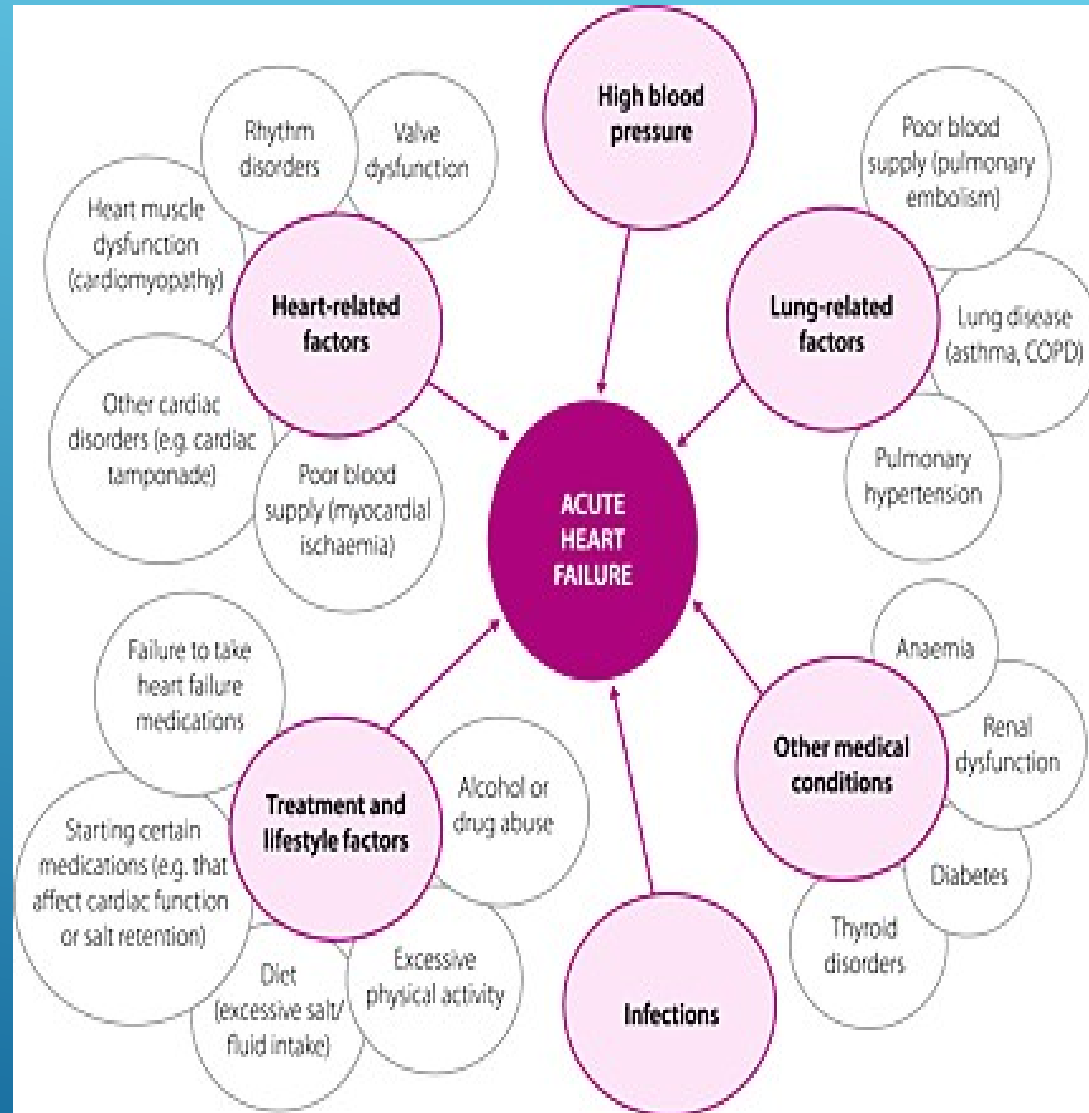 High blood
pressure
Rhythm
disorders
Valve
dysfunction
Heart muscle
dysfunction
(cardiomyopathy)
Heart-related
factors
Other cardiac
disorders (e.g. cardiac
tamponade)
Poor blood
supply (myocardial
ischaemia)
Poor blood
supply (pulmonary
embolism)
Lung-related
factors
Lung disease
(asthma, COPD)
Pulmonary
hypertension
ACUTE
HEART
FAILURE
Failure to take
heart failure
medications
Treatment and
lifestyle factors
Alcohol or
drug abuse
Starting certain
medications (e.g. that
affect cardiac function
or salt retention)
Diet
(excessive salt/
fluid intake)
Excessive
physical activity
Anaemia
Other medical
conditions
Renal
dysfunction
Diabetes
Thyroid
disorders
Infections